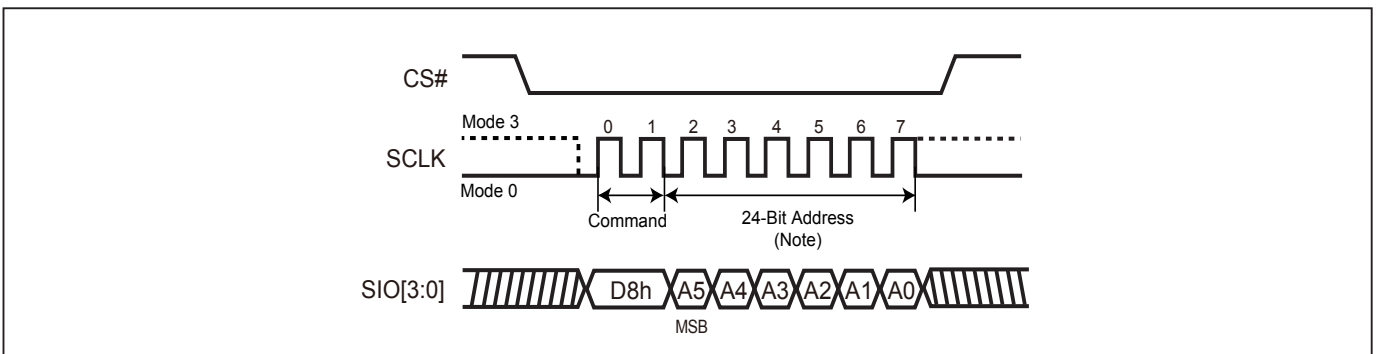 CS#
Mode 3
0 1 2 3 4 5 6 7
SCLK
Mode 0
Command
24-Bit Address
(Note)
SIO[3:0]
D8h A5 A4 A3 A2 A1 A0
MSB